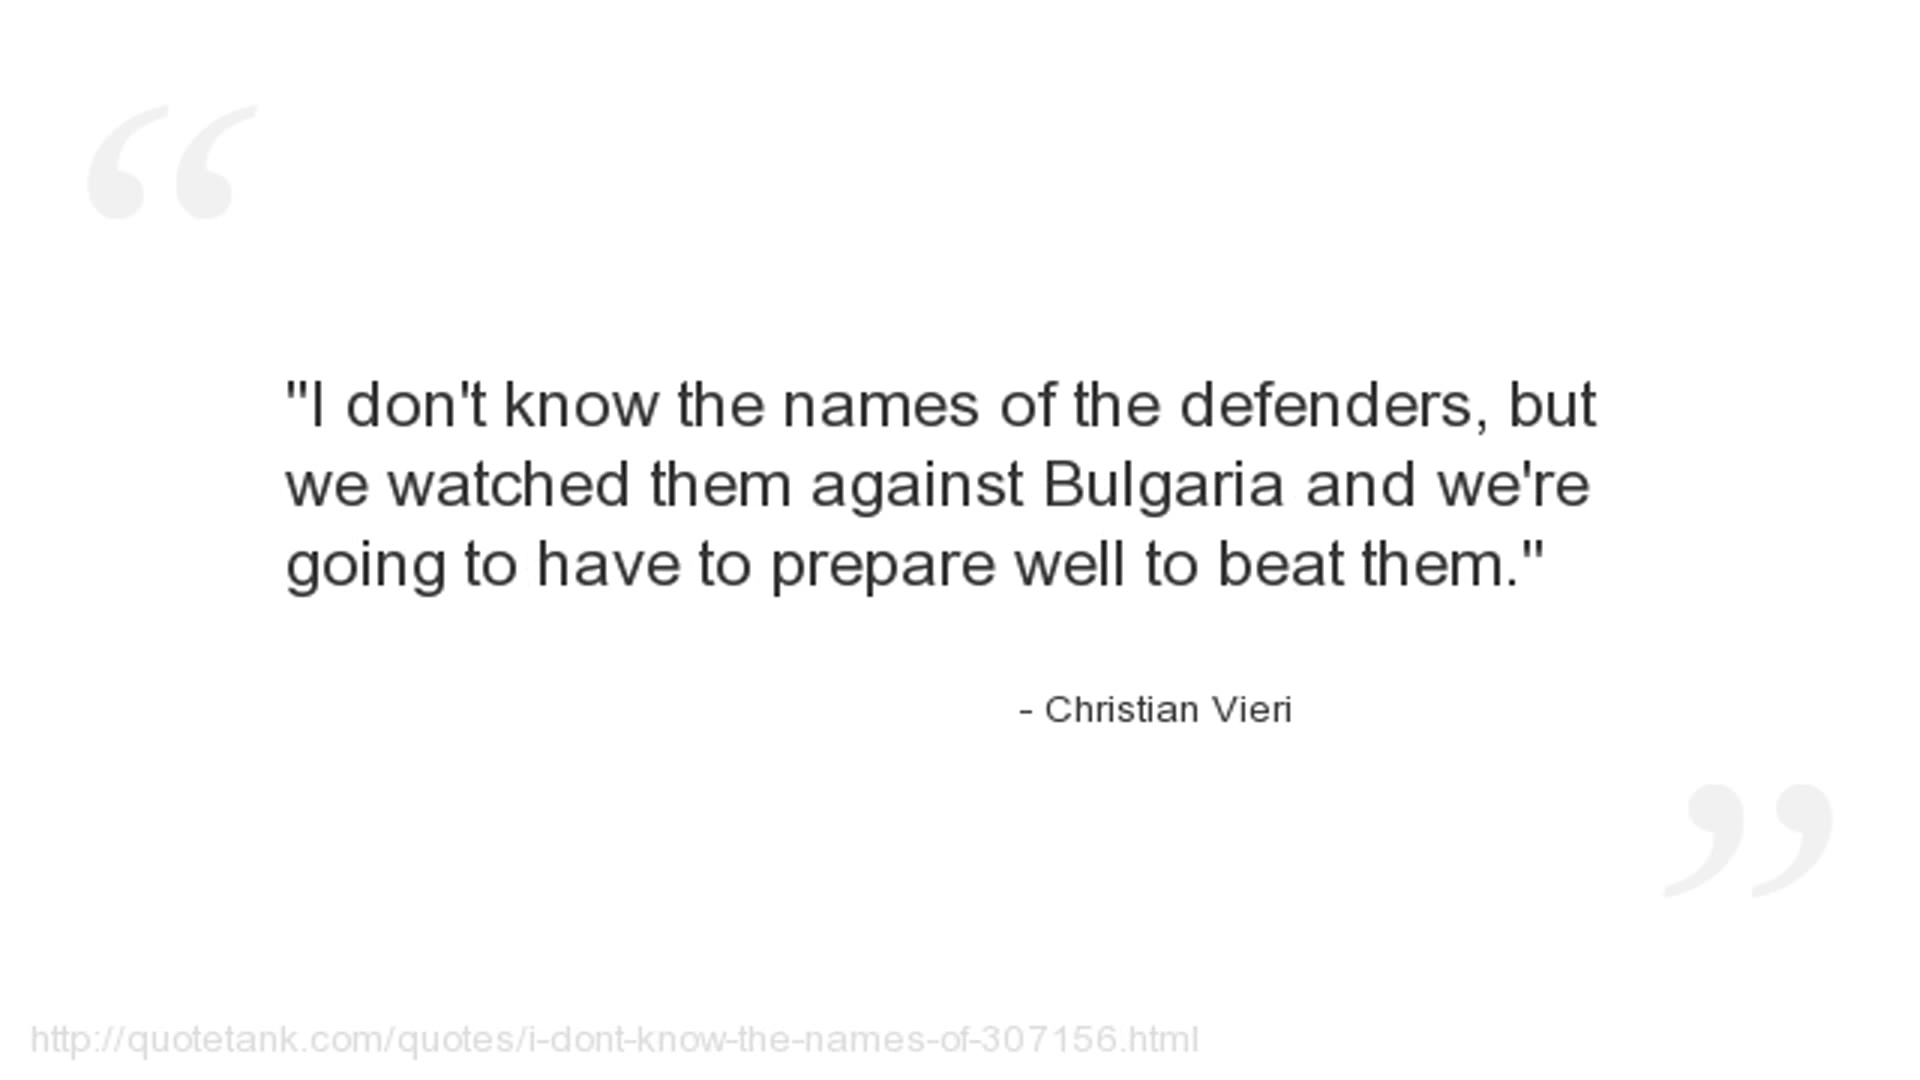 "I don't know the names of the defenders, but
we watched them against Bulgaria and we're
going to have to prepare well to beat them."
- Christian Vieri
http://quotetank.com/quotes/i-dont-know-the-names-of-307156.html